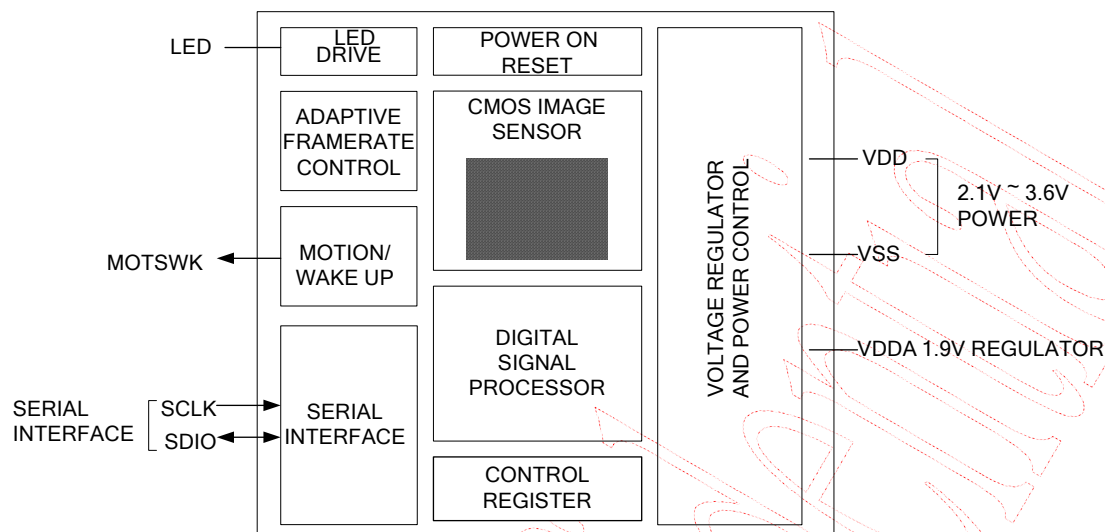 LED
LED
DRIVE
POWER ON
RESET
ADAPTIVE
FRAMERATE
CONTROL
CMOS IMAGE
SENSOR
MOTSWK
MOTION/
WAKE UP
DIGITAL
SIGNAL
PROCESSOR
SERIAL
INTERFACE
SCLK
SDIO
SERIAL
INTERFACE
CONTROL
REGISTER
VOLTAGE REGULATOR
AND POWER CONTROL
VDD
2.1V ~ 3.6V
POWER
VSS
VDDA 1.9V REGULATOR